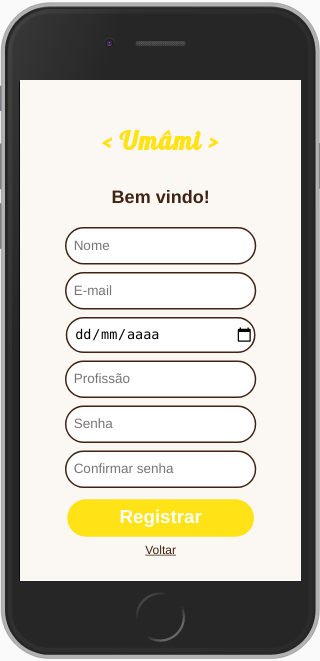 < Umâmi >
Bem vindo!
Nome
E-mail
dd/mm/aaaa
Profissão
Senha
Confirmar senha
Registrar
Voltar